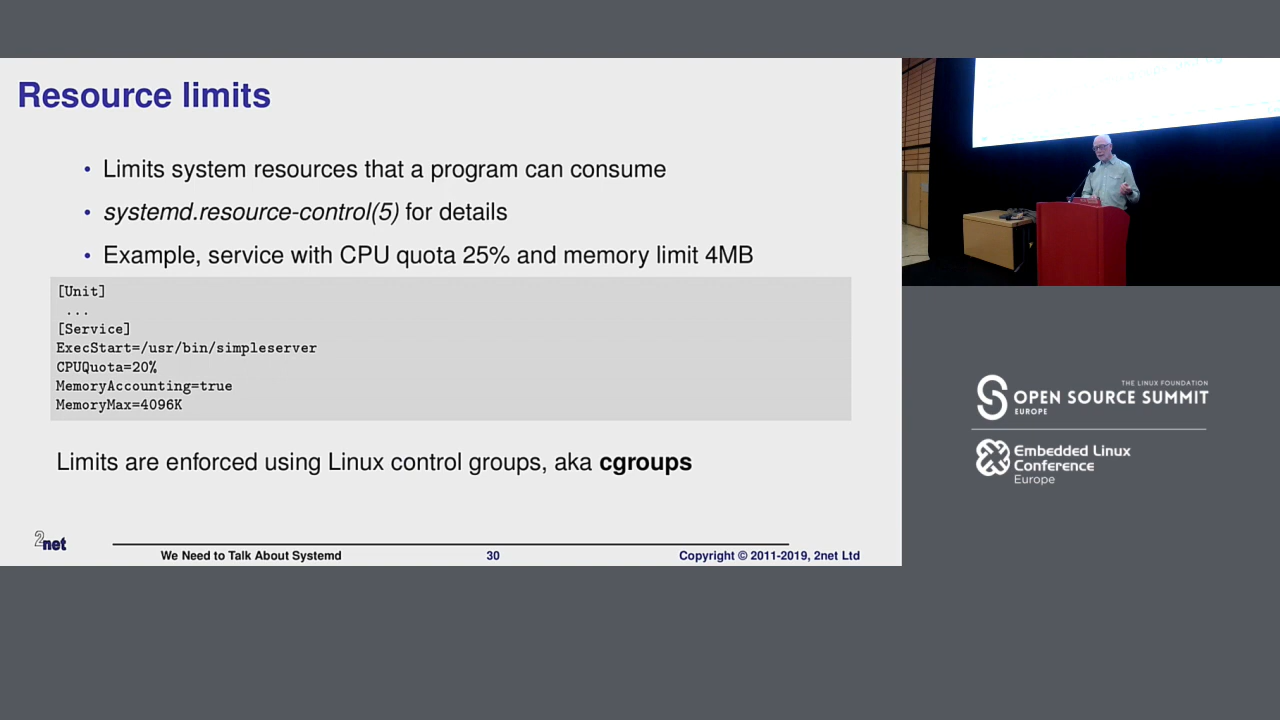 Resource limits
• Limits system resources that a program can consume
• systemd.resource-control(5) for details
• Example, service with CPU quota 25% and memory limit 4MB
[Unit]
...
[Service]
ExecStart=/usr/bin/simpleserver
CPUQuota=20%
MemoryAccounting=true
MemoryMax=4096K
Limits are enforced using Linux control groups, aka cgroups
2net
We Need to Talk About Systemd 30 Copyright © 2011-2019, 2net Ltd
THE LINUX FOUNDATION
OPEN SOURCE SUMMIT
EUROPE
Embedded Linux
Conference
Europe